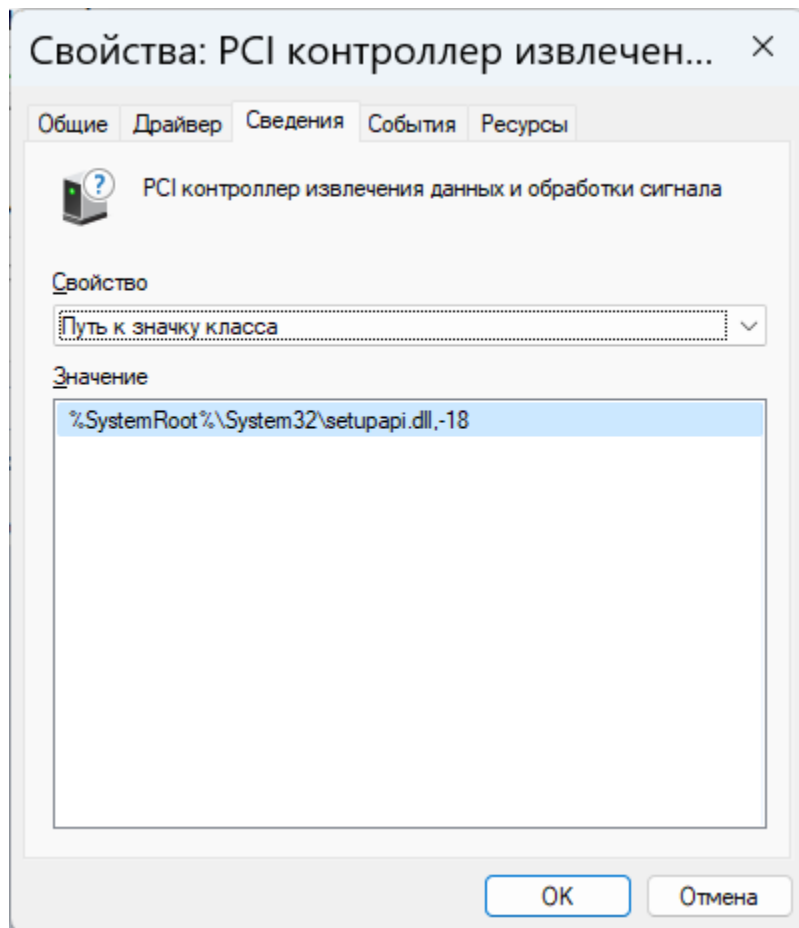 Свойства: PCI контроллер извлечен...
Общие Драйвер Сведения События Ресурсы
PCI контроллер извлечения данных и обработки сигнала
Свойство
Путь к значку класса
Значение
%SystemRoot%\System32\setupapi.dll,-18
OK Отмена